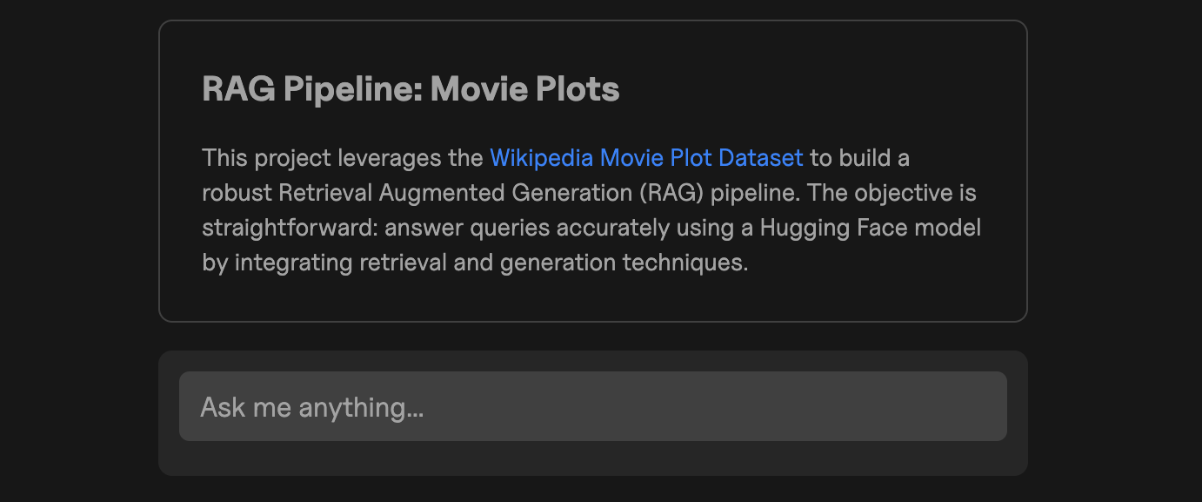 RAG Pipeline: Movie Plots
This project leverages the Wikipedia Movie Plot Dataset to build a
robust Retrieval Augmented Generation (RAG) pipeline. The objective is
straightforward: answer queries accurately using a Hugging Face model
by integrating retrieval and generation techniques.
Ask me anything...